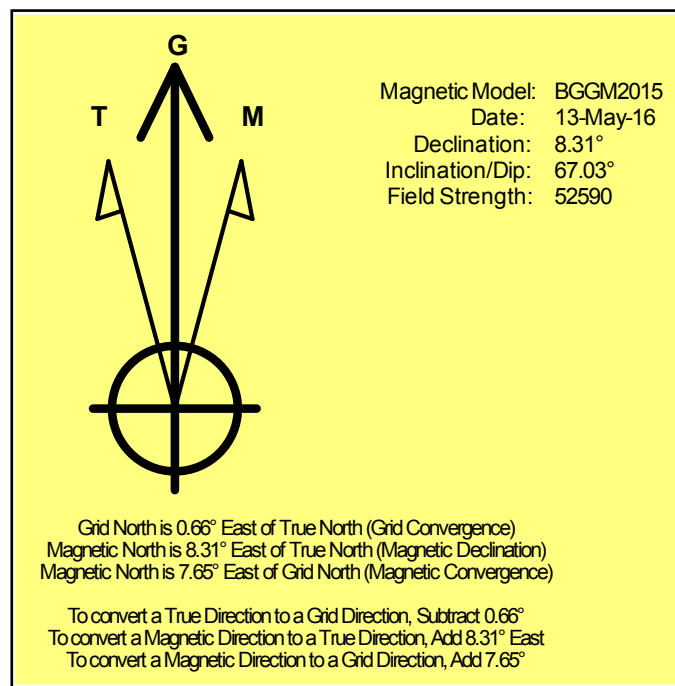 G
T
M
Magnetic Model: BGGM2015
Date: 13-May-16
Declination: 8.31°
Inclination/Dip: 67.03°
Field Strength: 52590
Grid North is 0.66° East of True North (Grid Convergence)
Magnetic North is 8.31° East of True North (Magnetic Declination)
Magnetic North is 7.65° East of Grid North (Magnetic Convergence)
To convert a True Direction to a Grid Direction, Subtract 0.66°
To convert a Magnetic Direction to a True Direction, Add 8.31° East
To convert a Magnetic Direction to a Grid Direction, Add 7.65°